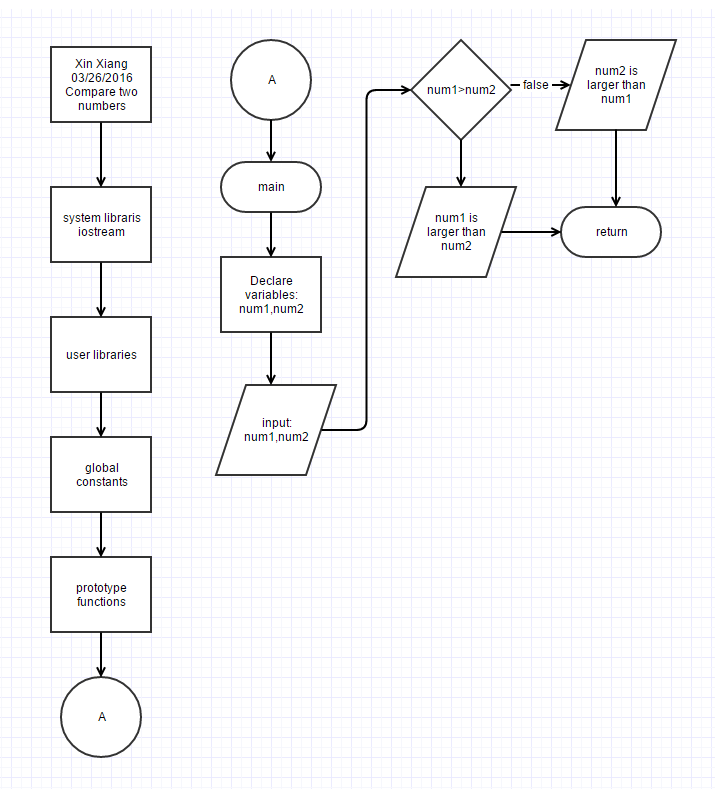 Xin Xiang
03/26/2016
Compare two
numbers
system libraris
iostream
user libraries
global
constants
prototype
functions
A
A
main
Declare
variables:
num1,num2
input:
num1,num2
num1>num2
false
num2 is
larger than
num1
num1 is
larger than
num2
return